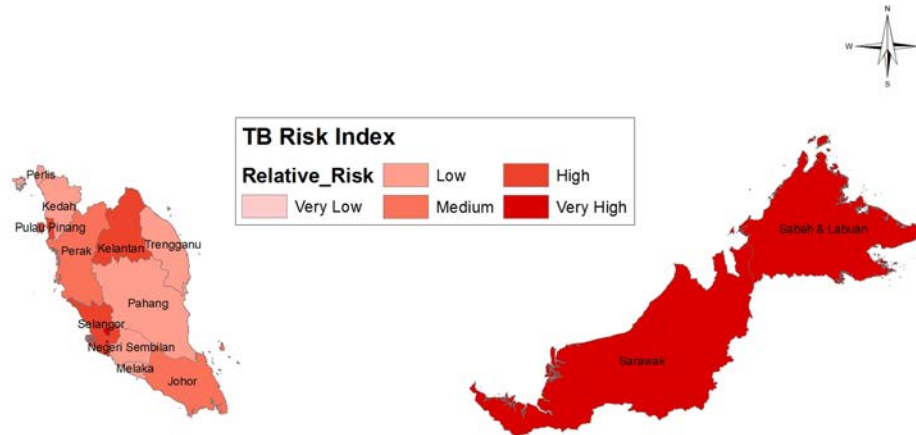 N
W
S
TB Risk Index
Relative_Risk
Low
High
Very Low
Medium
Very High
Perlis
Kedah
Pulau Pinang
Perak
Kelantan
Trengganu
Pahang
Selangor
Negeri Sembilan
Melaka
Johor
Sabah & Labuan
Sarawak